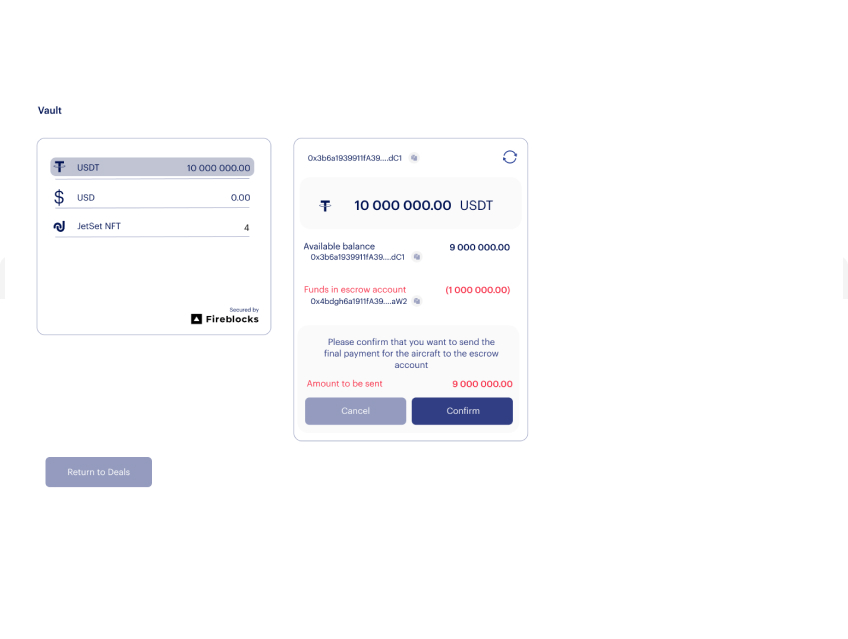 Vault
USDT 10 000 000.00
$ USD 0.00
JetSet NFT 4
Secured by
Fireblocks
0x3b6a1939911fA39....dC1
10 000 000.00 USDT
Available balance 9 000 000.00
0x3b6a1939911fA39....dC1
Funds in escrow account (1 000 000.00)
0x4bdgh6a1911fA39....aW2
Please confirm that you want to send the
final payment for the aircraft to the escrow
account
Amount to be sent 9 000 000.00
Cancel Confirm
Return to Deals